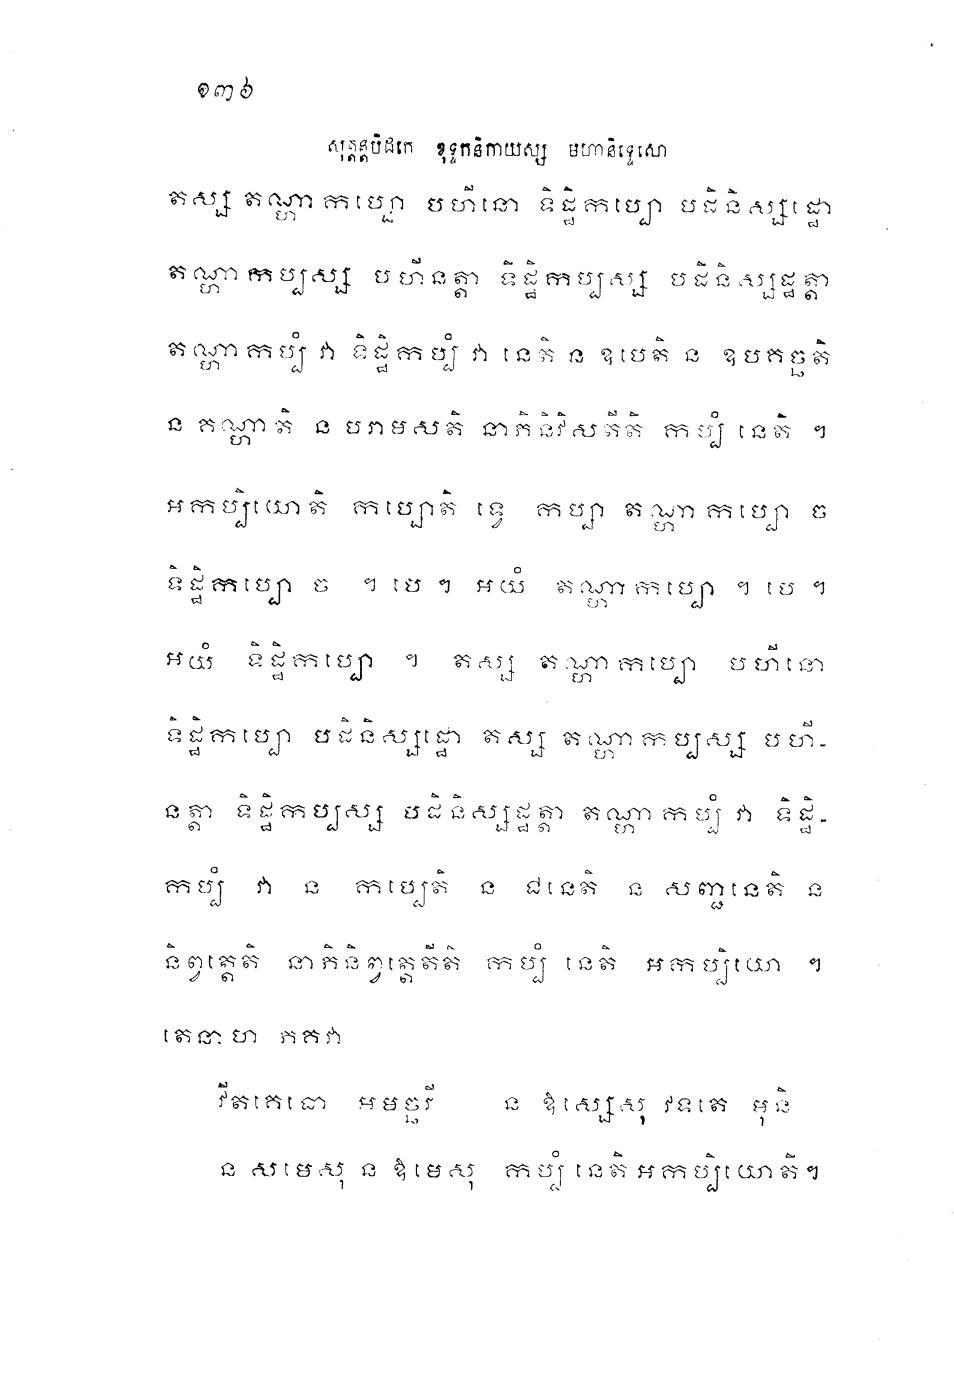 ១៣៦
សុត្តន្តបិដកេ ខុទ្ទកនិកាយស្ស មហានិទ្ទេសោ
តស្ស តណ្ហាកប្បោ បហីនោ ទិដ្ឋិកប្បោ បដិនិស្សដ្ឋោ
តណ្ហាកប្បស្ស បហីនត្តា ទិដ្ឋិកប្បស្ស បដិនិស្សដ្ឋត្តា
តណ្ហាកប្បំ វា ទិដ្ឋិកប្បំ វា នេតិ ន ឧបេតិ ន ឧបគច្ឆតិ
ន គណ្ហាតិ ន បរាមសតិ នាភិនិវិសតីតិ កប្បំ នេតិ ។
អកប្បិយោតិ កប្បោតិ ទ្វេ កប្បា តណ្ហាកប្បោ ច
ទិដ្ឋិកប្បោ ច ។ បេ ។ អយំ តណ្ហាកប្បោ ។ បេ ។
អយំ ទិដ្ឋិកប្បោ ។ តស្ស តណ្ហាកប្បោ បហីនោ
ទិដ្ឋិកប្បោ បដិនិស្សដ្ឋោ តស្ស តណ្ហាកប្បស្ស បហី-
នត្តា ទិដ្ឋិកប្បស្ស បដិនិស្សដ្ឋត្តា តណ្ហាកប្បំ វា ទិដ្ឋិ-
កប្បំ វា ន កប្បេតិ ន ជនេតិ ន សញ្ជនេតិ ន
និព្វត្តេតិ នាភិនិព្វត្តេតីតិ កប្បំ នេតិ អកប្បិយោ ។
តេនាហ ភគវា
វីតគេធោ អមច្ឆរី ន ឱស្សេសុ វទតេ មុនិ
ន សមេសុ ន ឱមេសុ កប្បំ នេតិ អកប្បិយោតិ។